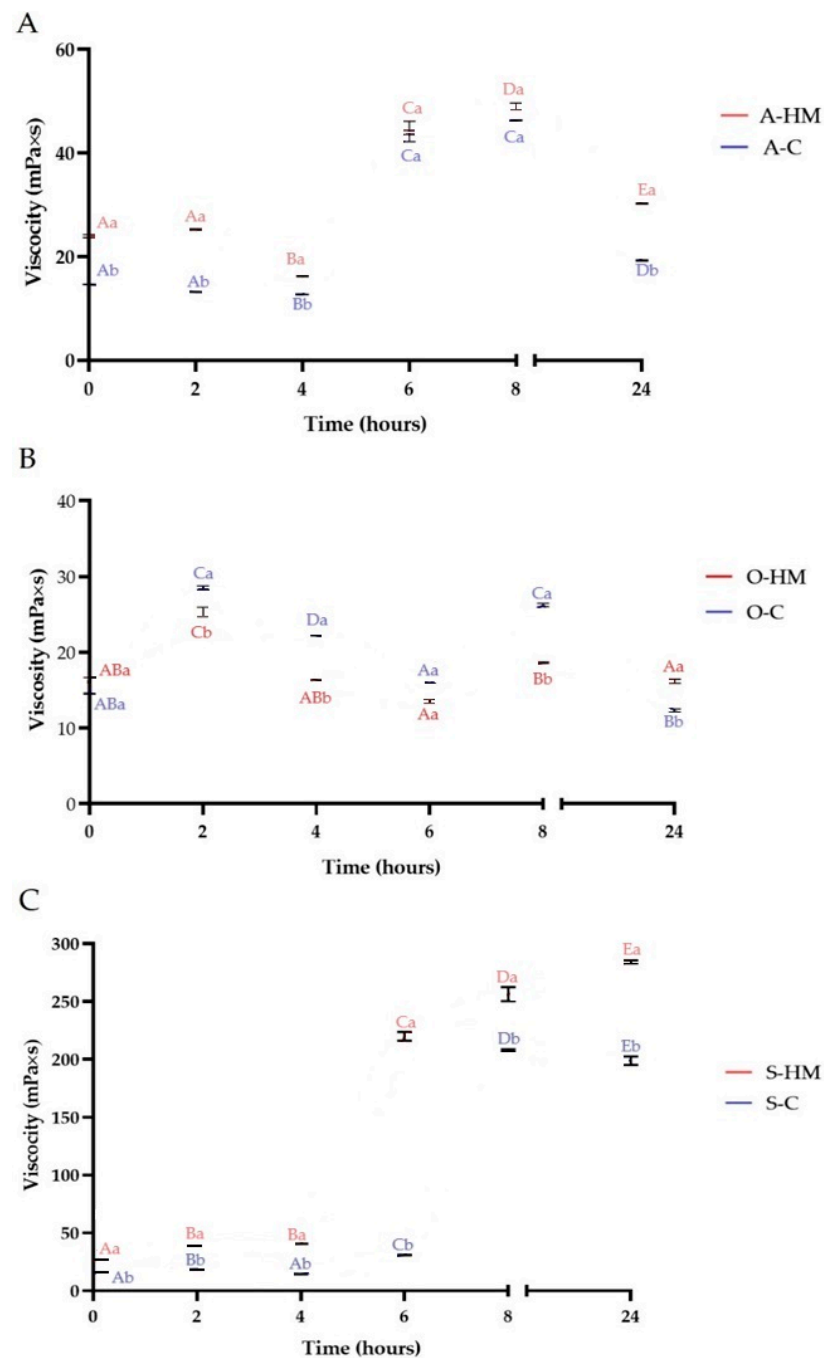 A
60
40
20
0
Viscocity (mPa×s)
Aa
Ab
Aa
Ab
Ba
Bb
Ca
Ca
Da
Ca
Ea
Db
0 2 4 6 8 24
Time (hours)
A-HM
A-C
B
40
30
20
10
0
Viscosity (mPa×s)
ABa
ABa
Ca
Cb
Da
ABb
Aa
Aa
Ca
Bb
Aa
Bb
0 2 4 6 8 24
Time (hours)
O-HM
O-C
C
300
250
200
150
100
50
0
Viscocity (mPa×s)
Aa
Ab
Ba
Bb
Ba
Ab
Ca
Cb
Da
Db
Ea
Eb
0 2 4 6 8 24
Time (hours)
S-HM
S-C